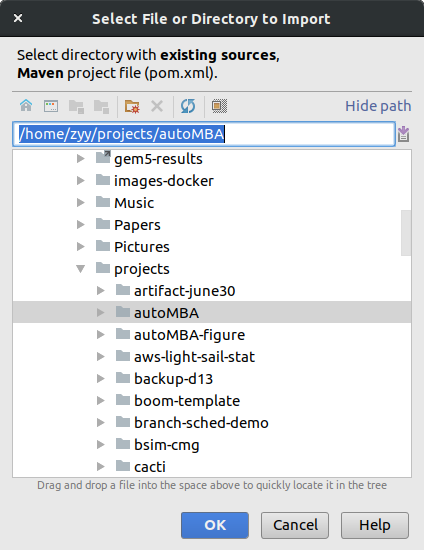 Select File or Directory to Import
Select directory with existing sources,
Maven project file (pom.xml).
Hide path
/home/zyy/projects/autoMBA
gem5-results
images-docker
Music
Papers
Pictures
projects
artifact-june30
autoMBA
autoMBA-figure
aws-light-sail-stat
backup-d13
boom-template
branch-sched-demo
bsim-cmg
cacti
Drag and drop a file into the space above to quickly locate it in the tree
OK
Cancel
Help